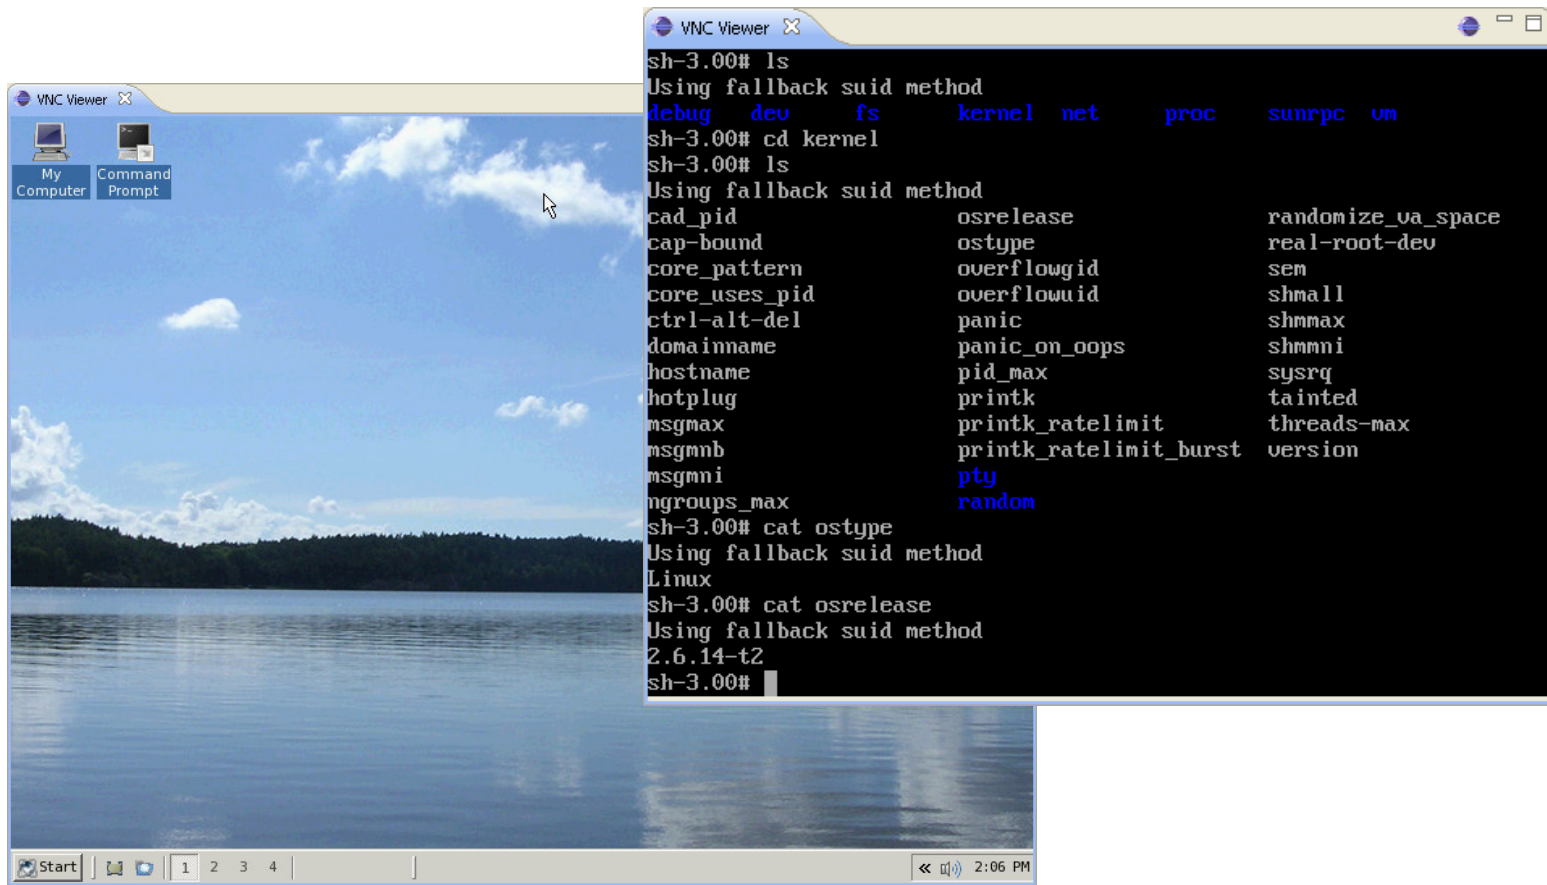 VNC Viewer
My Computer
Command Prompt
Start
1 2 3 4
2:06 PM
VNC Viewer
sh-3.00# ls
Using fallback suid method
debug dev fs kernel net proc sunrpc vm
sh-3.00# cd kernel
sh-3.00# ls
Using fallback suid method
cad_pid osrelease randomize_va_space
cap-bound ostype real-root-dev
core_pattern overflowgid sem
core_uses_pid overflowuid shmall
ctrl-alt-del panic shmmax
domainname panic_on_oops shmmni
hostname pid_max sysrq
hotplug printk tainted
msgmax printk_ratelimit threads-max
msgmnb printk_ratelimit_burst version
msgmni pty
ngroups_max random
sh-3.00# cat ostype
Using fallback suid method
Linux
sh-3.00# cat osrelease
Using fallback suid method
2.6.14-t2
sh-3.00#